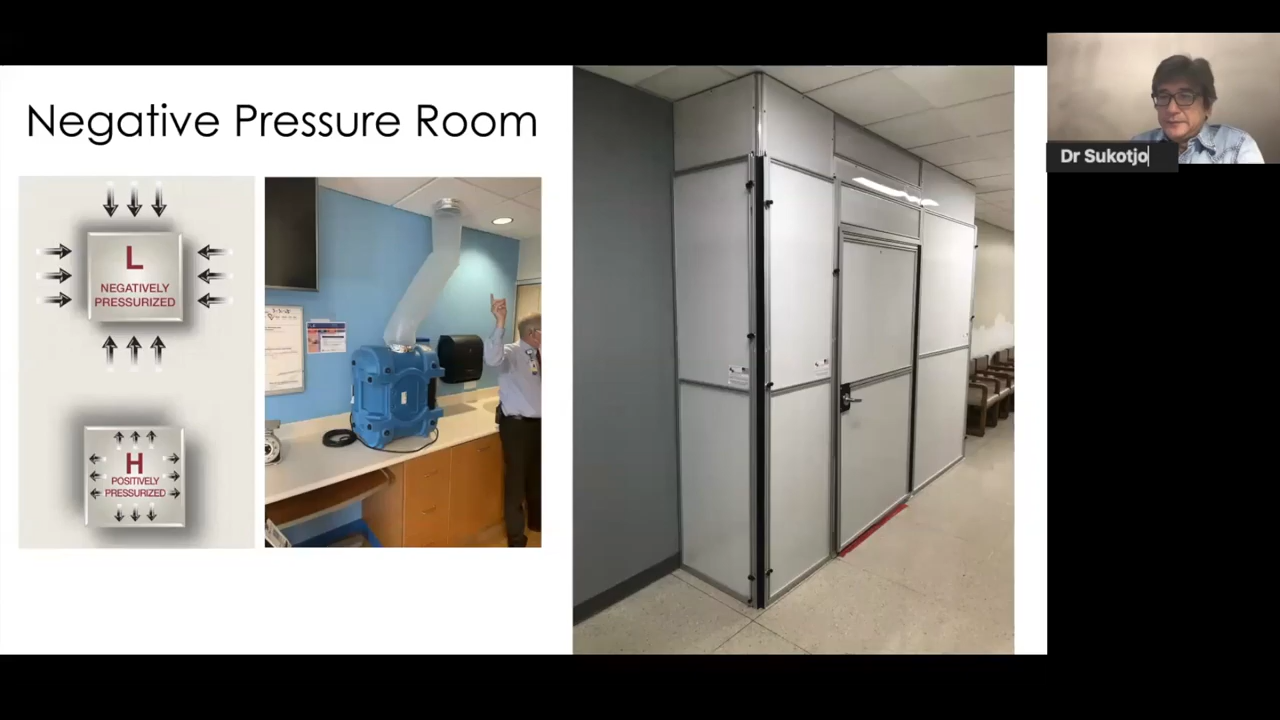 Negative Pressure Room
L
NEGATIVELY
PRESSURIZED
H
POSITIVELY
PRESSURIZED
Dr Sukotjo